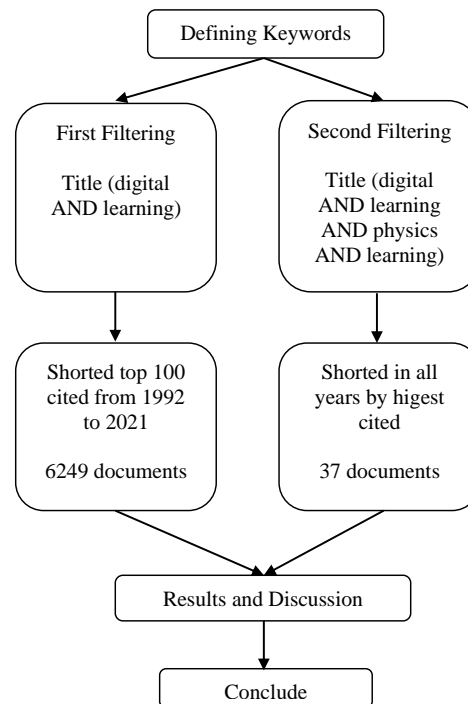 Defining Keywords
First Filtering
Title (digital
AND learning)
Second Filtering
Title (digital
AND learning
AND physics
AND learning)
Shorted top 100
cited from 1992
to 2021
6249 documents
Shorted in all
years by higest
cited
37 documents
Results and Discussion
Conclude